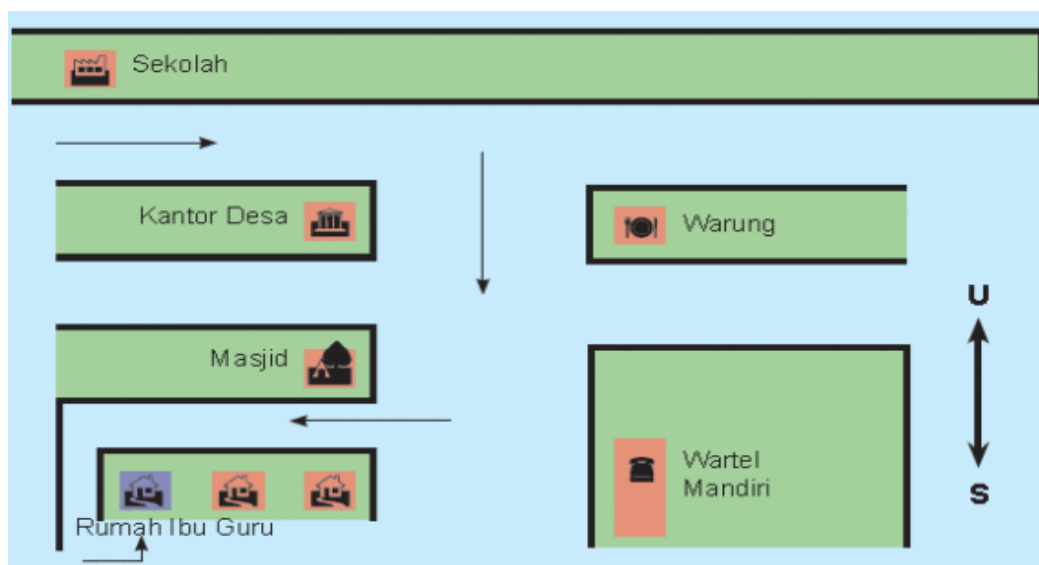 Sekolah
Kantor Desa
Warung
U
Masjid
Wartel
Mandiri
S
Rumah Ibu Guru